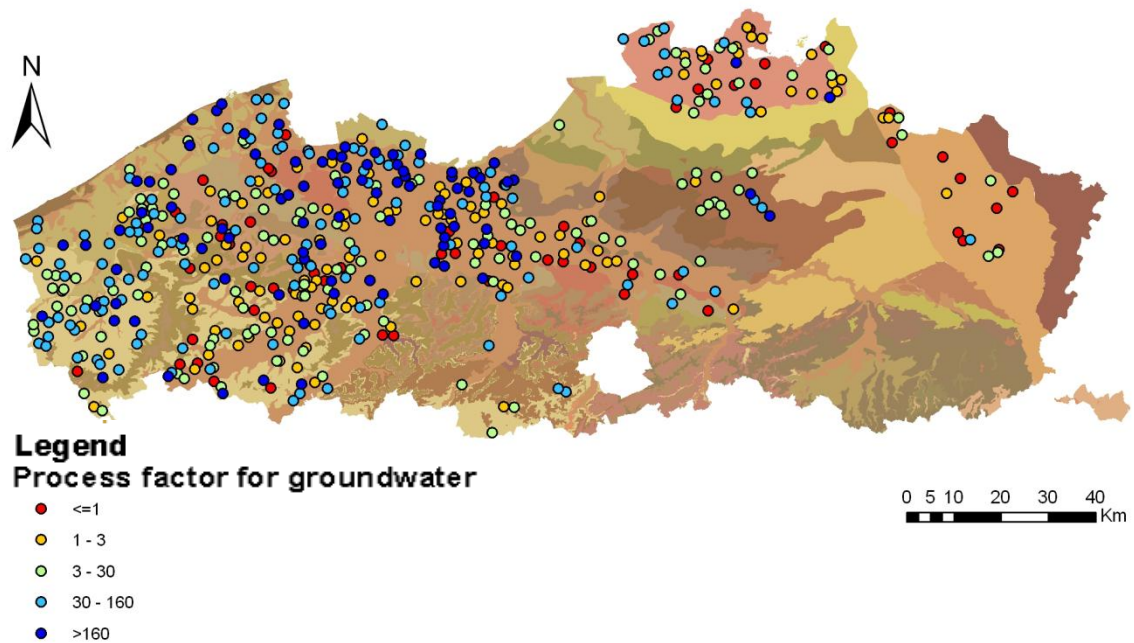 N
Legend
Process factor for groundwater
<=1
1 - 3
3 - 30
30 - 160
>160
0 5 10 20 30 40
Km